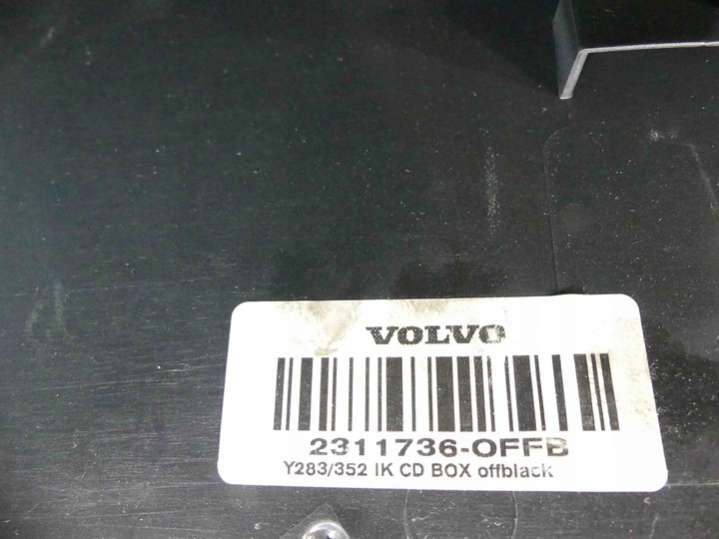 VOLVO
2311736-OFFB
Y283/352 IK CD BOX offblack